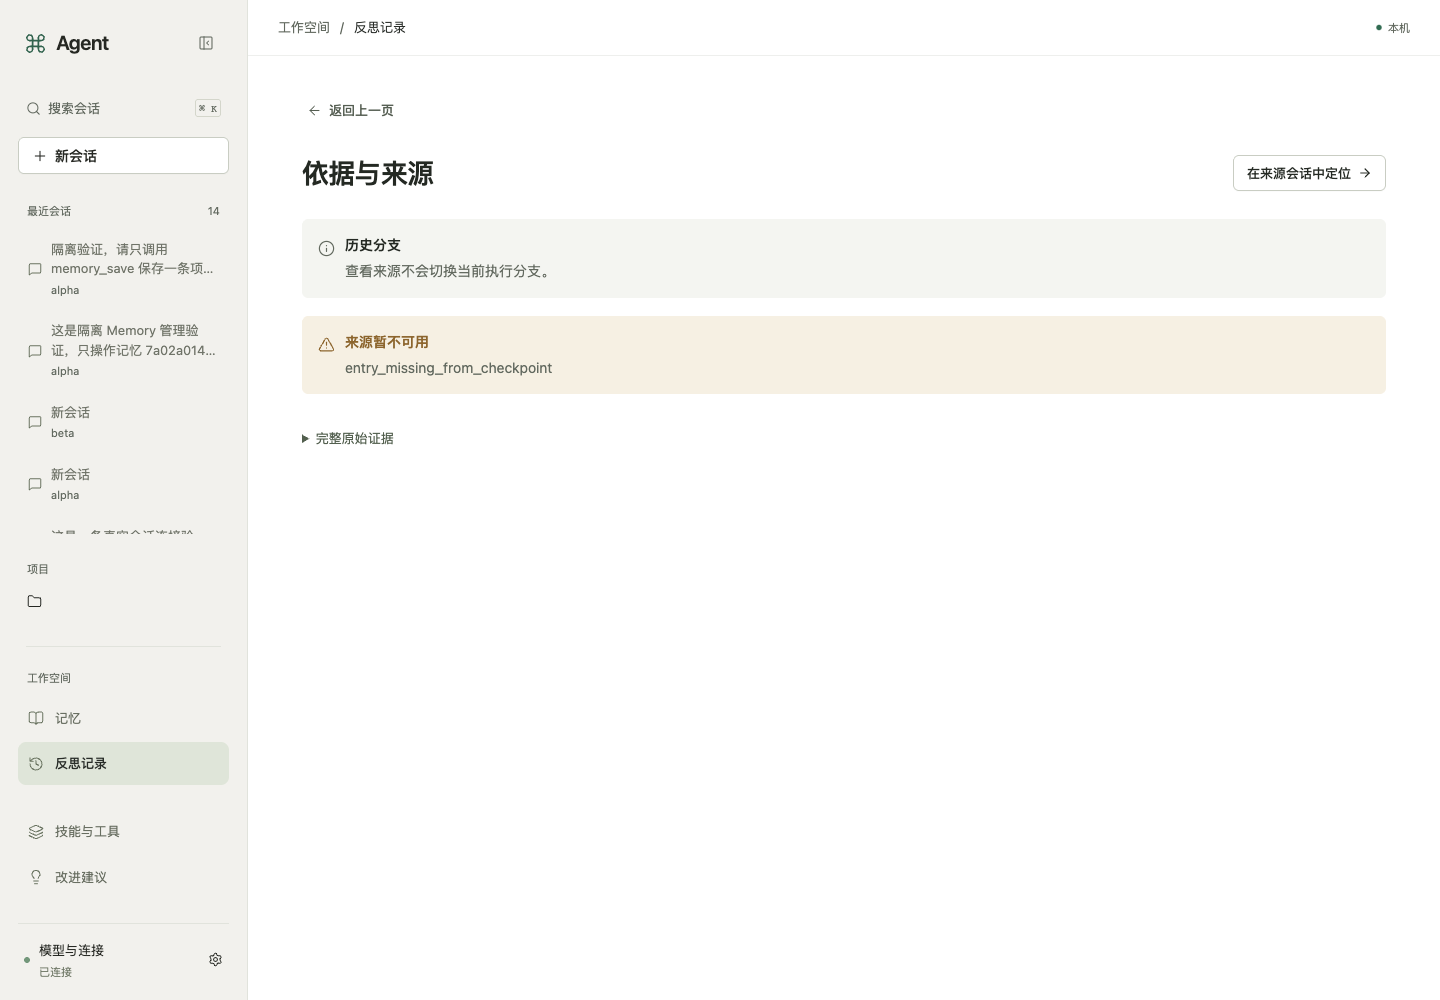 Agent
搜索会话
⌘ K
新会话
最近会话 14
隔离验证，请只调用
memory_save 保存一条项...
alpha
这是隔离 Memory 管理验
证，只操作记忆 7a02a014...
alpha
新会话
beta
新会话
alpha
项目
工作空间
记忆
反思记录
技能与工具
改进建议
模型与连接
已连接
工作空间 / 反思记录
本机
返回上一页
依据与来源
在来源会话中定位
历史分支
查看来源不会切换当前执行分支。
来源暂不可用
entry_missing_from_checkpoint
完整原始证据